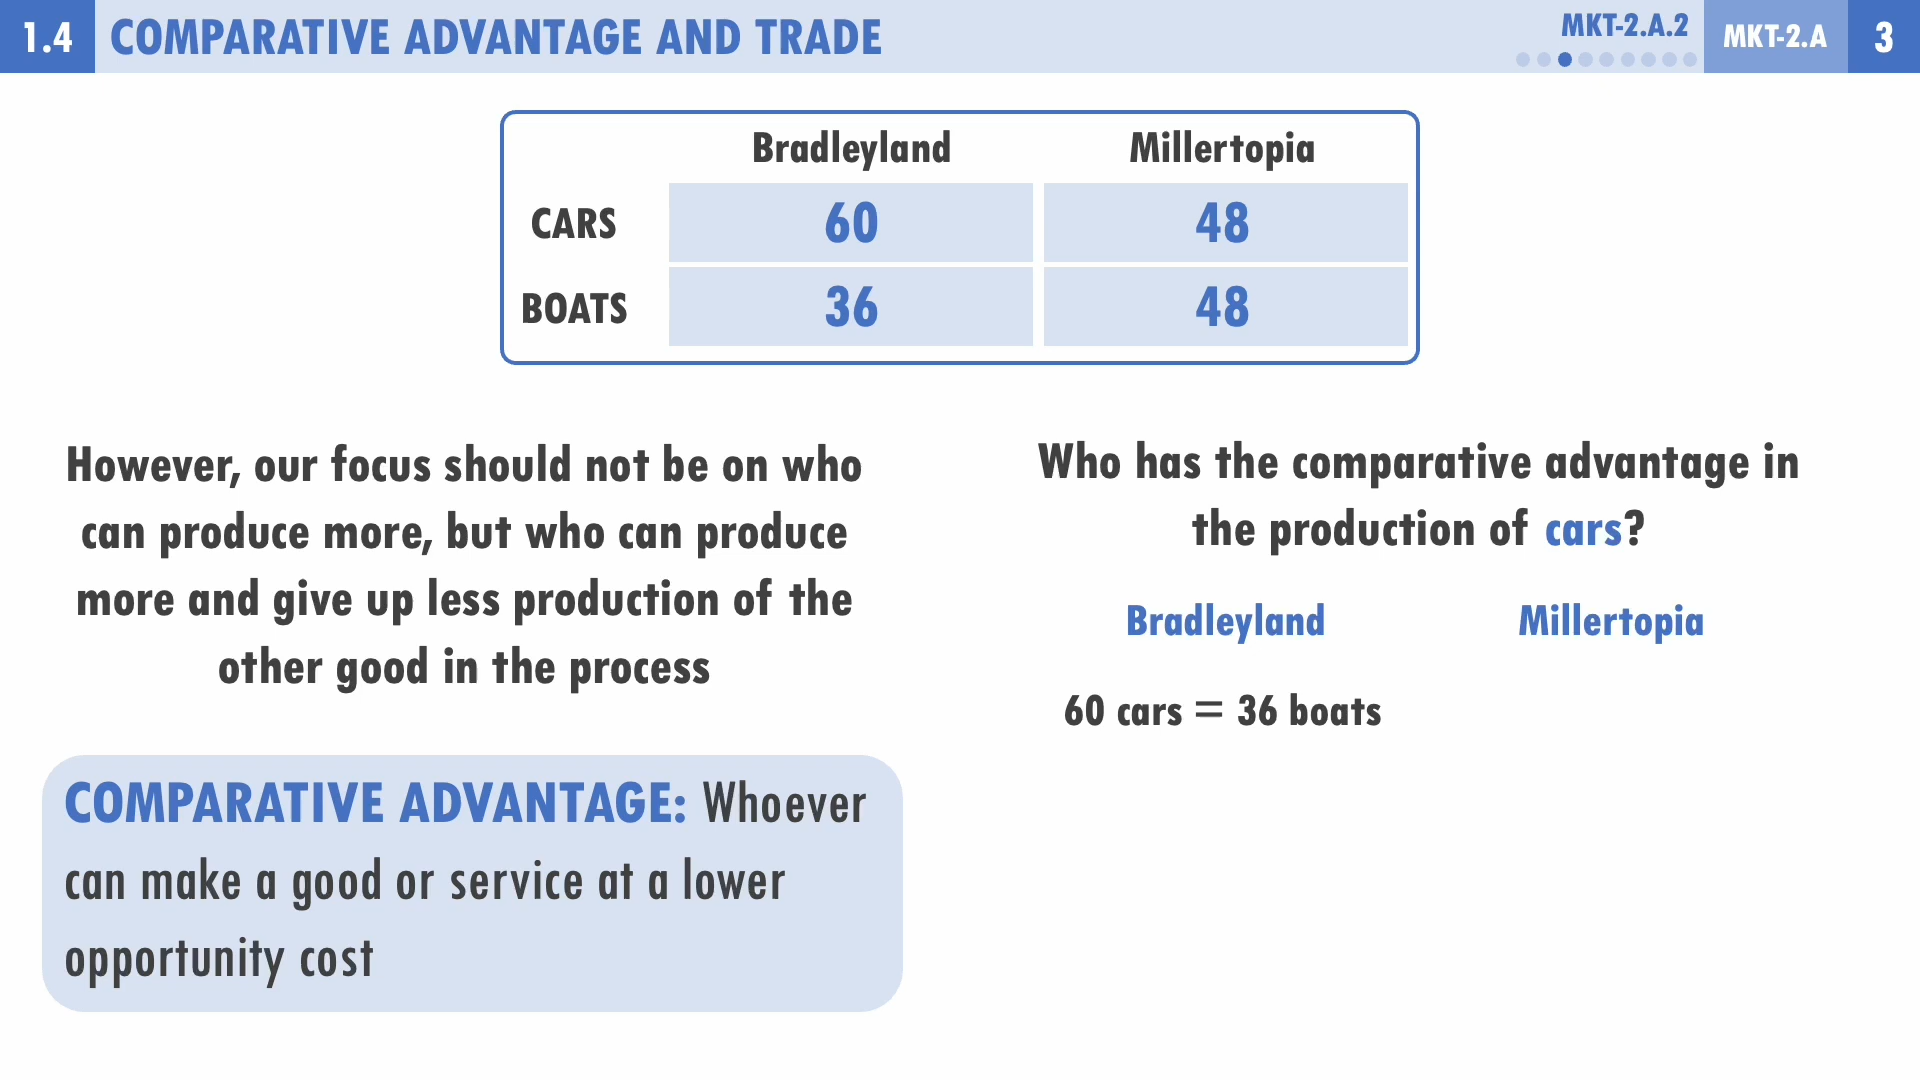 1.4 COMPARATIVE ADVANTAGE AND TRADE MKT-2.A.2 MKT-2.A 3
Bradleyland Millertopia
CARS 60 48
BOATS 36 48
However, our focus should not be on who
can produce more, but who can produce
more and give up less production of the
other good in the process
COMPARATIVE ADVANTAGE: Whoever
can make a good or service at a lower
opportunity cost
Who has the comparative advantage in
the production of cars?
Bradleyland Millertopia
60 cars = 36 boats